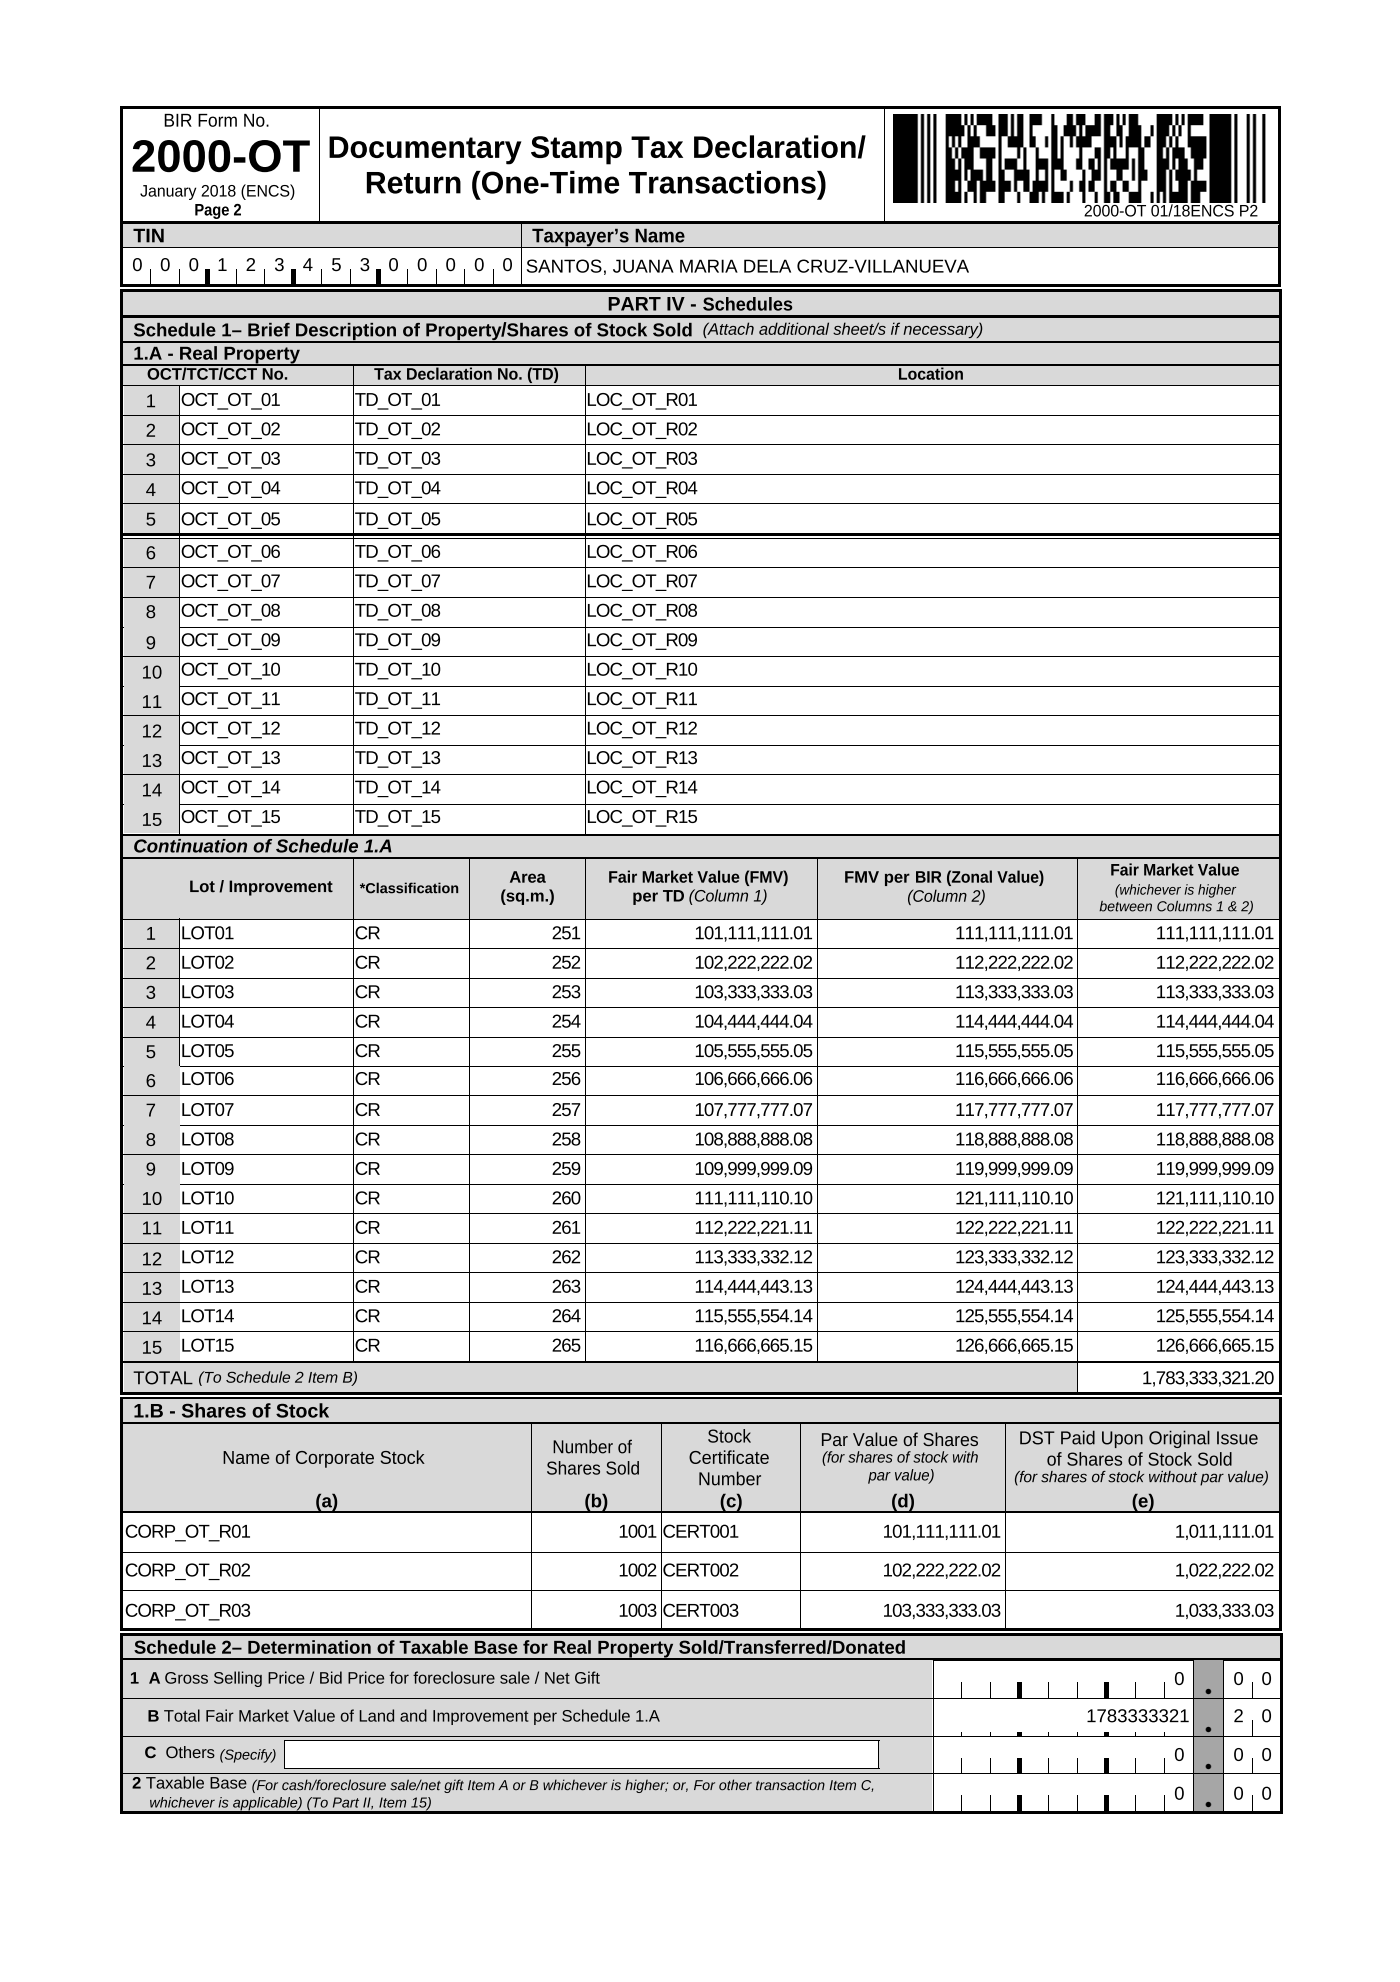 BIR Form No.
2000-OT
January 2018 (ENCS)
Page 2
Documentary Stamp Tax Declaration/
Return (One-Time Transactions)
2000-OT 01/18ENCS P2
TIN Taxpayer’s Name
0 0 0 1 2 3 4 5 3 0 0 0 0 0 SANTOS, JUANA MARIA DELA CRUZ-VILLANUEVA
PART IV - Schedules
Schedule 1– Brief Description of Property/Shares of Stock Sold (Attach additional sheet/s if necessary)
1.A - Real Property
OCT/TCT/CCT No. Tax Declaration No. (TD) Location
1 OCT_OT_01 TD_OT_01 LOC_OT_R01
2 OCT_OT_02 TD_OT_02 LOC_OT_R02
3 OCT_OT_03 TD_OT_03 LOC_OT_R03
4 OCT_OT_04 TD_OT_04 LOC_OT_R04
5 OCT_OT_05 TD_OT_05 LOC_OT_R05
6 OCT_OT_06 TD_OT_06 LOC_OT_R06
7 OCT_OT_07 TD_OT_07 LOC_OT_R07
8 OCT_OT_08 TD_OT_08 LOC_OT_R08
9 OCT_OT_09 TD_OT_09 LOC_OT_R09
10 OCT_OT_10 TD_OT_10 LOC_OT_R10
11 OCT_OT_11 TD_OT_11 LOC_OT_R11
12 OCT_OT_12 TD_OT_12 LOC_OT_R12
13 OCT_OT_13 TD_OT_13 LOC_OT_R13
14 OCT_OT_14 TD_OT_14 LOC_OT_R14
15 OCT_OT_15 TD_OT_15 LOC_OT_R15
Continuation of Schedule 1.A
Lot / Improvement *Classification
Area
(sq.m.)
Fair Market Value (FMV)
per TD (Column 1)
FMV per BIR (Zonal Value)
(Column 2)
Fair Market Value
(whichever is higher
between Columns 1 & 2)
1 LOT01 CR 251 101,111,111.01 111,111,111.01 111,111,111.01
2 LOT02 CR 252 102,222,222.02 112,222,222.02 112,222,222.02
3 LOT03 CR 253 103,333,333.03 113,333,333.03 113,333,333.03
4 LOT04 CR 254 104,444,444.04 114,444,444.04 114,444,444.04
5 LOT05 CR 255 105,555,555.05 115,555,555.05 115,555,555.05
6 LOT06 CR 256 106,666,666.06 116,666,666.06 116,666,666.06
7 LOT07 CR 257 107,777,777.07 117,777,777.07 117,777,777.07
8 LOT08 CR 258 108,888,888.08 118,888,888.08 118,888,888.08
9 LOT09 CR 259 109,999,999.09 119,999,999.09 119,999,999.09
10 LOT10 CR 260 111,111,110.10 121,111,110.10 121,111,110.10
11 LOT11 CR 261 112,222,221.11 122,222,221.11 122,222,221.11
12 LOT12 CR 262 113,333,332.12 123,333,332.12 123,333,332.12
13 LOT13 CR 263 114,444,443.13 124,444,443.13 124,444,443.13
14 LOT14 CR 264 115,555,554.14 125,555,554.14 125,555,554.14
15 LOT15 CR 265 116,666,665.15 126,666,665.15 126,666,665.15
TOTAL (To Schedule 2 Item B) 1,783,333,321.20
1.B - Shares of Stock
Name of Corporate Stock
(a)
Number of
Shares Sold
(b)
Stock
Certificate
Number
(c)
Par Value of Shares
(for shares of stock with
par value)
(d)
DST Paid Upon Original Issue
of Shares of Stock Sold
(for shares of stock without par value)
(e)
CORP_OT_R01 1001 CERT001 101,111,111.01 1,011,111.01
CORP_OT_R02 1002 CERT002 102,222,222.02 1,022,222.02
CORP_OT_R03 1003 CERT003 103,333,333.03 1,033,333.03
Schedule 2– Determination of Taxable Base for Real Property Sold/Transferred/Donated
1 A Gross Selling Price / Bid Price for foreclosure sale / Net Gift 0 . 0 0
B Total Fair Market Value of Land and Improvement per Schedule 1.A 1783333321 . 2 0
C Others (Specify) 0 . 0 0
2 Taxable Base (For cash/foreclosure sale/net gift Item A or B whichever is higher; or, For other transaction Item C,
whichever is applicable) (To Part II, Item 15) 0 . 0 0